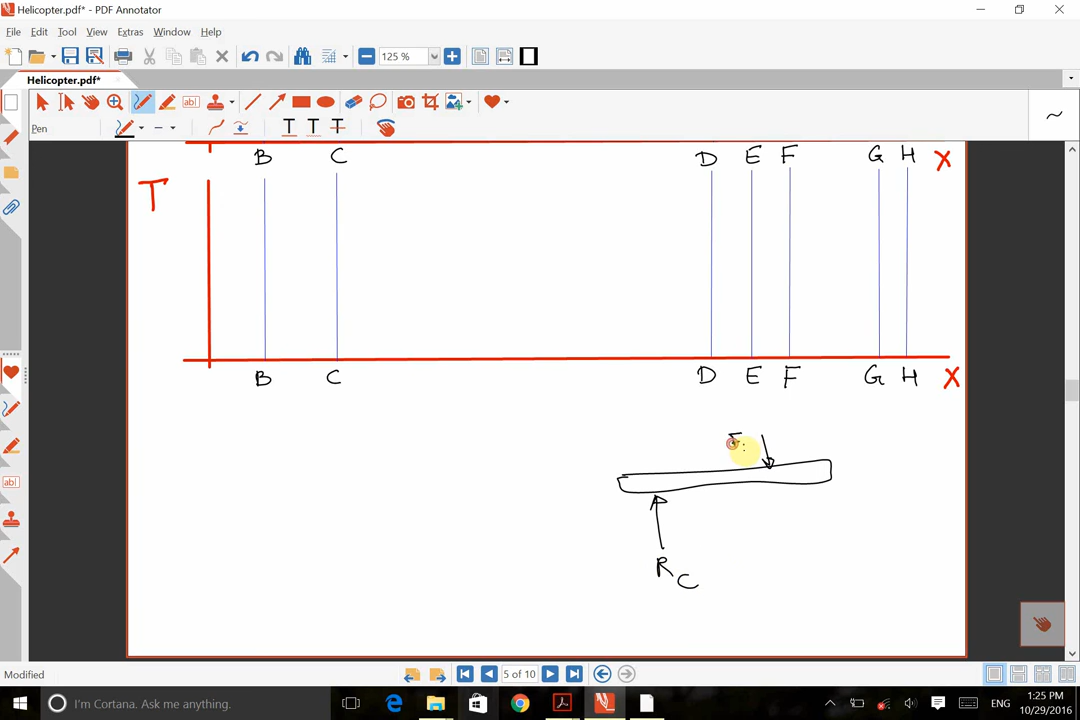 Helicopter.pdf* - PDF Annotator
File Edit Tool View Extras Window Help
125 %
Helicopter.pdf*
Pen
B C D E F G H X
T
B C D E F G H X
R C
Modified
5 of 10
I'm Cortana. Ask me anything.
ENG
1:25 PM
10/29/2016